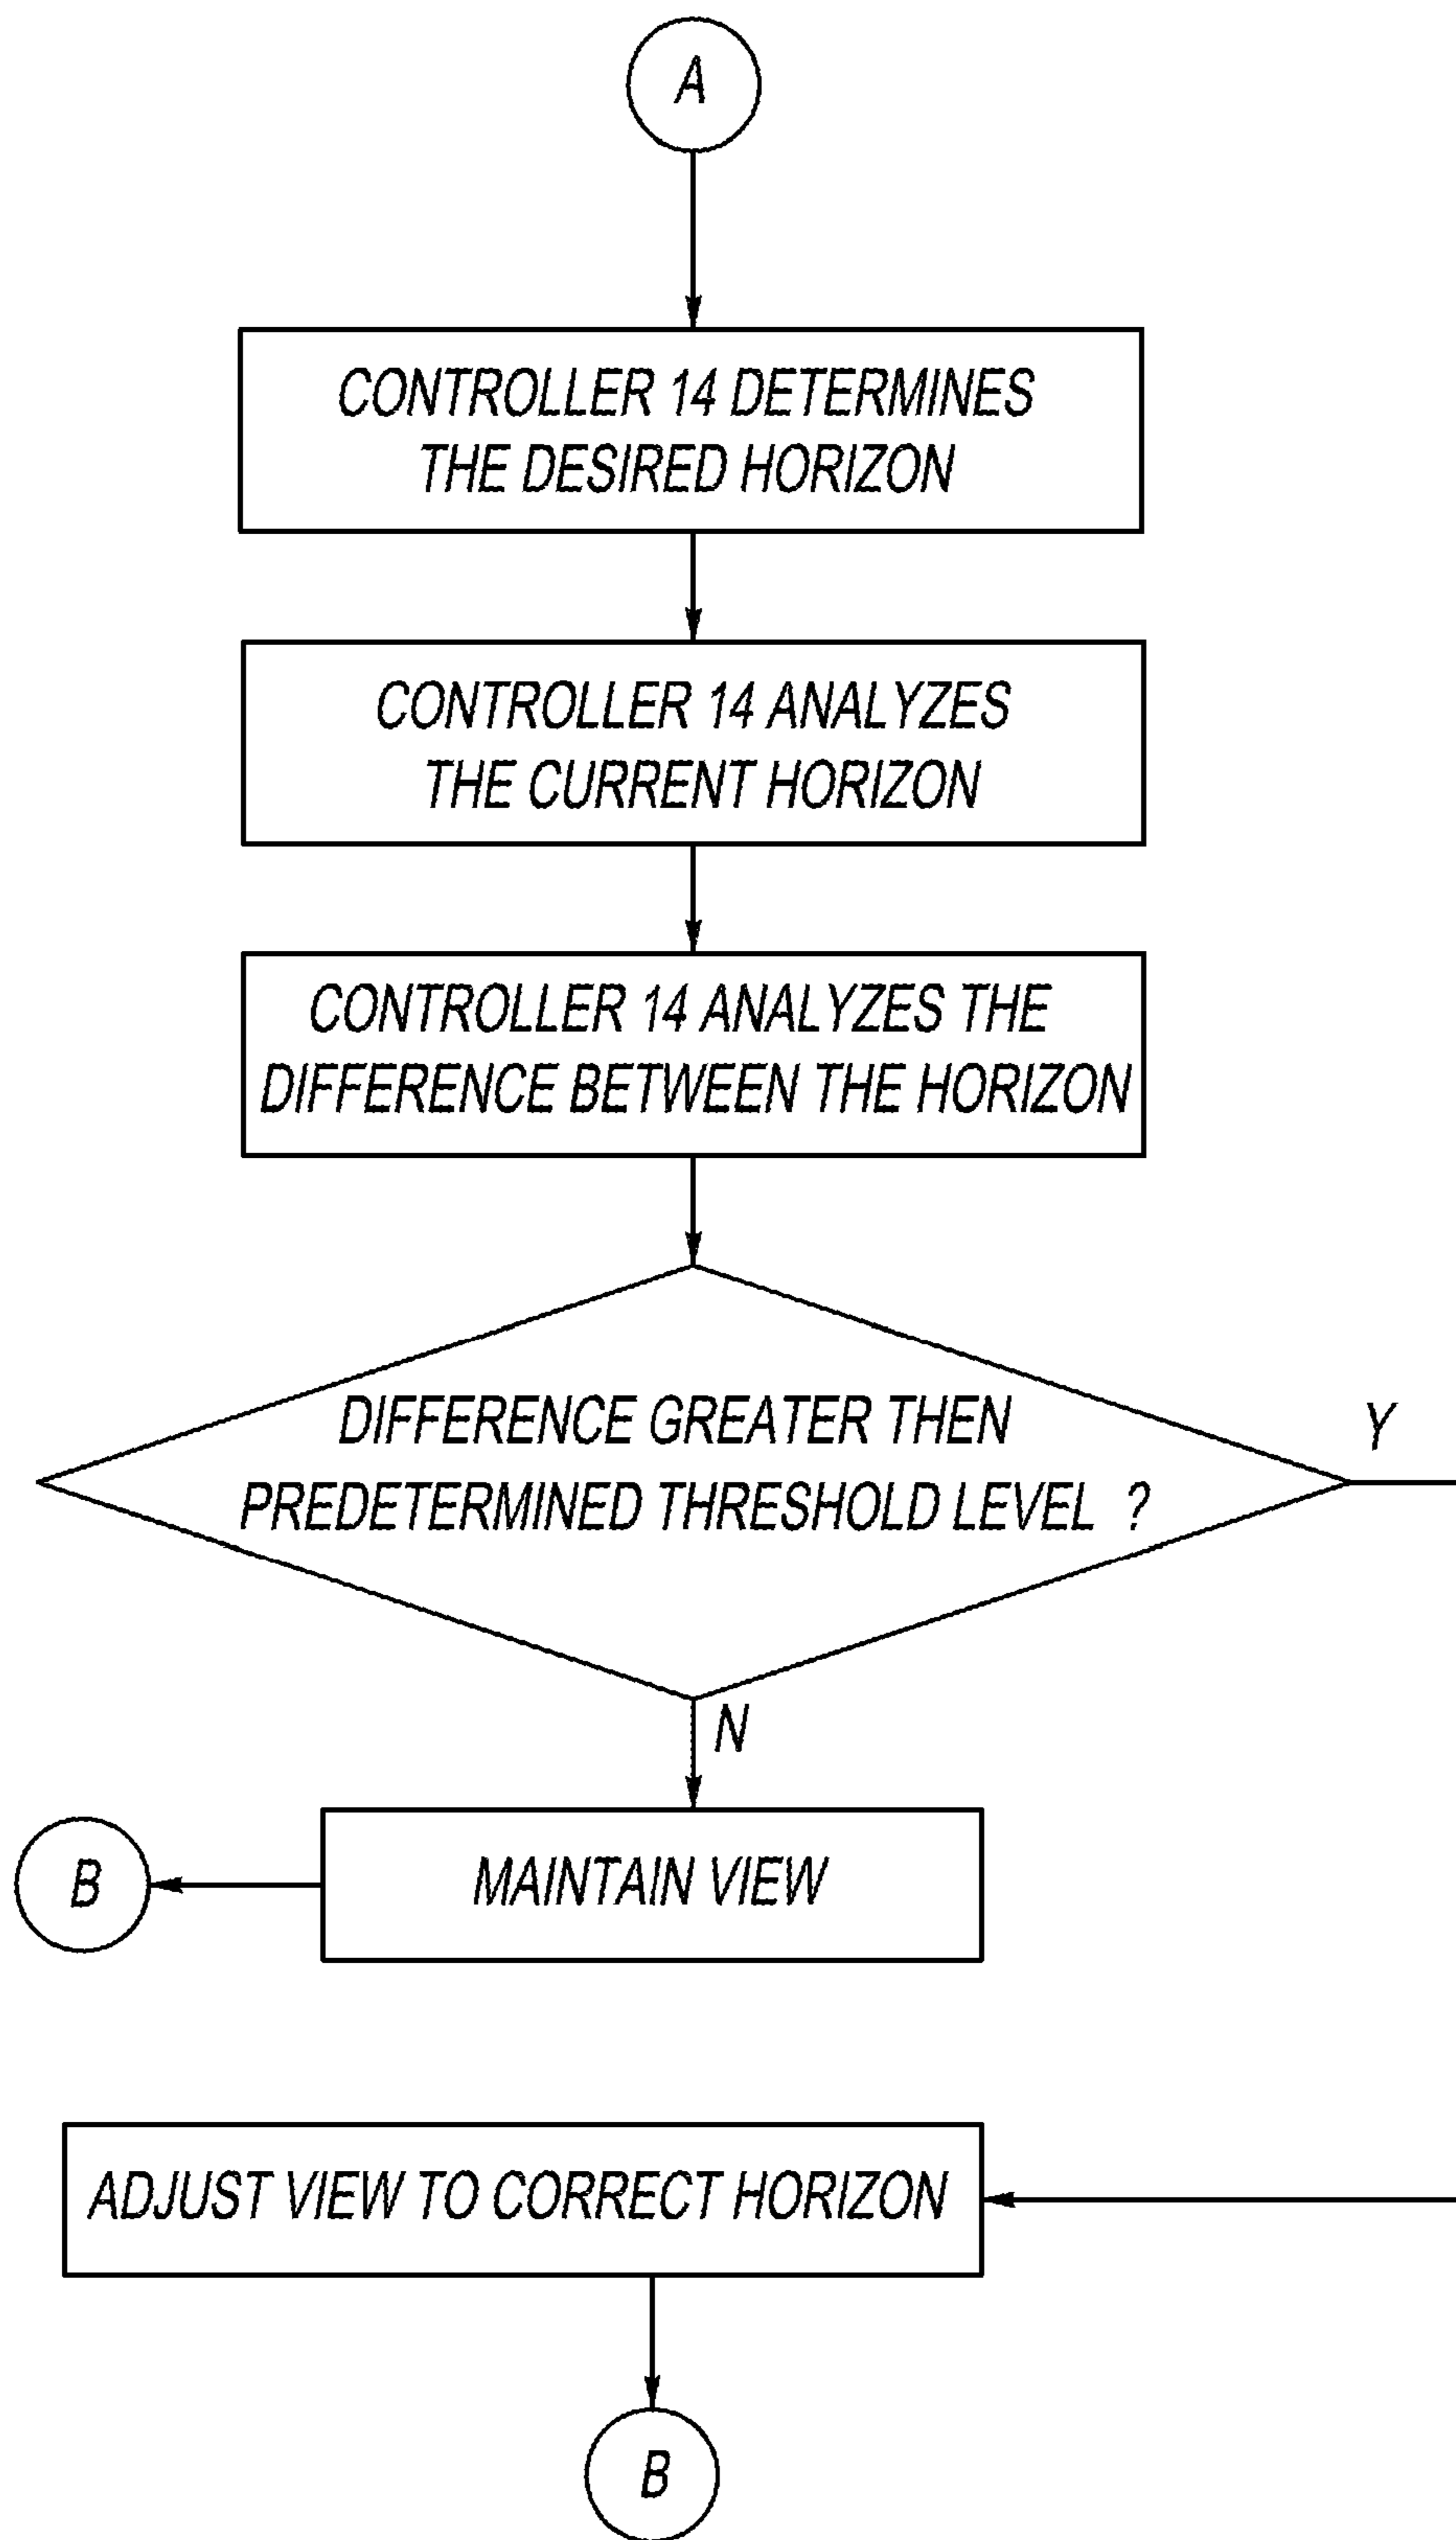 A
CONTROLLER 14 DETERMINES
THE DESIRED HORIZON
CONTROLLER 14 ANALYZES
THE CURRENT HORIZON
CONTROLLER 14 ANALYZES THE
DIFFERENCE BETWEEN THE HORIZON
DIFFERENCE GREATER THEN
PREDETERMINED THRESHOLD LEVEL ?
Y
N
MAINTAIN VIEW
B
ADJUST VIEW TO CORRECT HORIZON
B